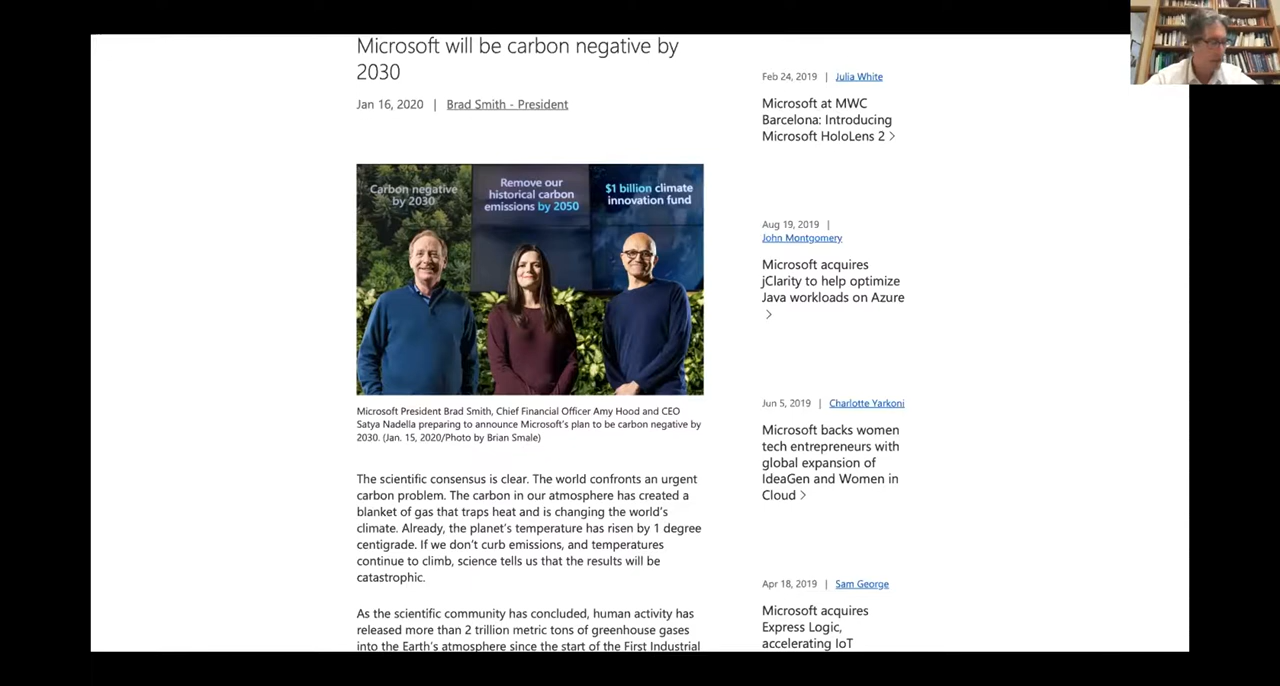 Microsoft will be carbon negative by
2030
Jan 16, 2020 | Brad Smith - President
Carbon negative
by 2030
Remove our
historical carbon
emissions by 2050
$1 billion climate
innovation fund
Microsoft President Brad Smith, Chief Financial Officer Amy Hood and CEO
Satya Nadella preparing to announce Microsoft's plan to be carbon negative by
2030. (Jan. 15, 2020/Photo by Brian Smale)
The scientific consensus is clear. The world confronts an urgent
carbon problem. The carbon in our atmosphere has created a
blanket of gas that traps heat and is changing the world's
climate. Already, the planet's temperature has risen by 1 degree
centigrade. If we don't curb emissions, and temperatures
continue to climb, science tells us that the results will be
catastrophic.
As the scientific community has concluded, human activity has
released more than 2 trillion metric tons of greenhouse gases
into the Earth's atmosphere since the start of the First Industrial
Feb 24, 2019 | Julia White
Microsoft at MWC
Barcelona: Introducing
Microsoft HoloLens 2 >
Aug 19, 2019 |
John Montgomery
Microsoft acquires
jClarity to help optimize
Java workloads on Azure
>
Jun 5, 2019 | Charlotte Yarkoni
Microsoft backs women
tech entrepreneurs with
global expansion of
IdeaGen and Women in
Cloud >
Apr 18, 2019 | Sam George
Microsoft acquires
Express Logic,
accelerating IoT